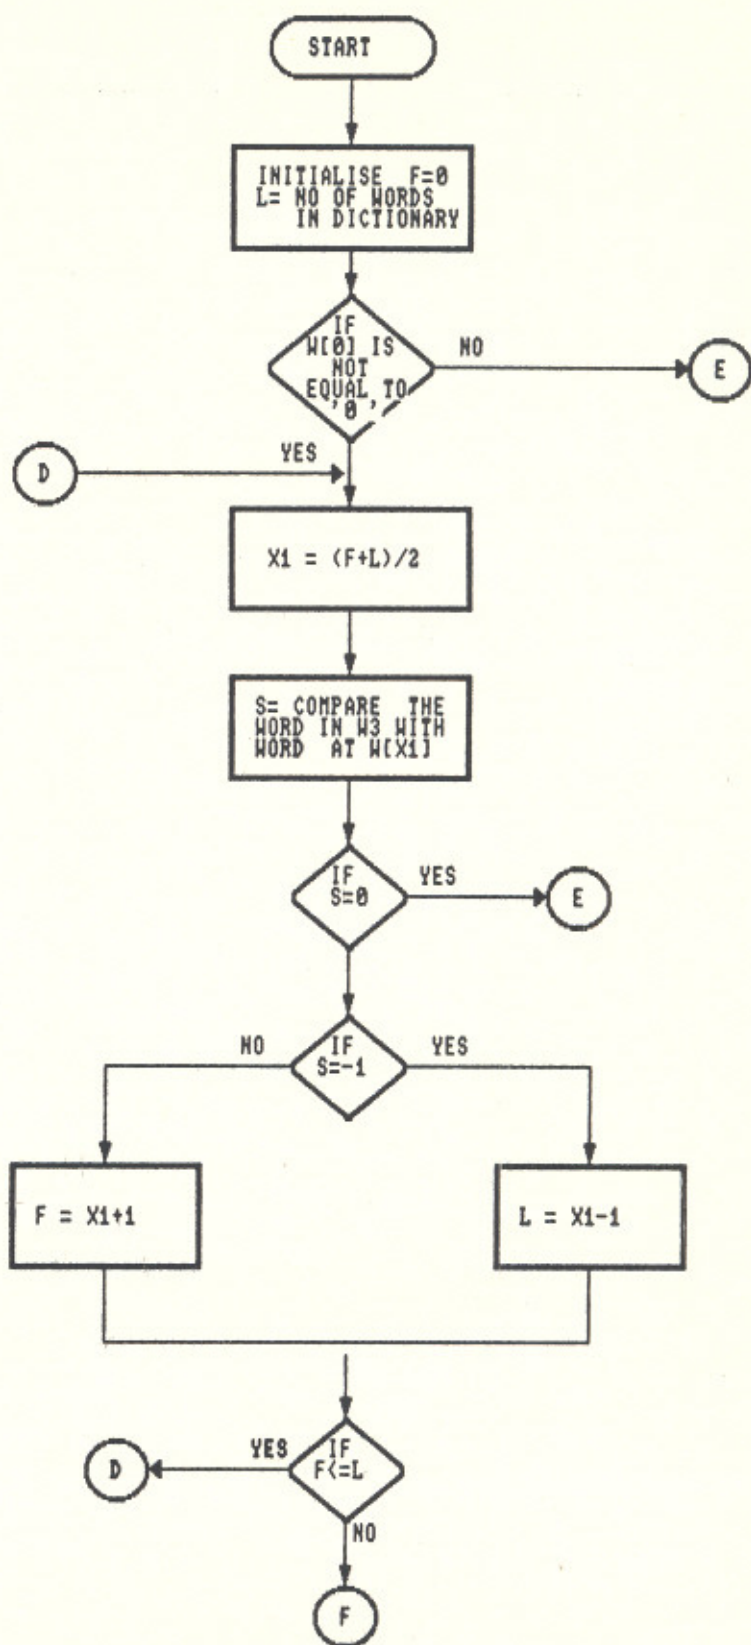 START
INITIALISE F=0
L= NO OF WORDS
IN DICTIONARY
IF
W[0] IS
NOT
EQUAL TO
'0'
NO
E
YES
D
X1 = (F+L)/2
S= COMPARE THE
WORD IN W3 WITH
WORD AT W[X1]
IF
S=0
YES
E
IF
S=-1
NO
YES
F = X1+1
L = X1-1
IF
F<=L
YES
D
NO
F